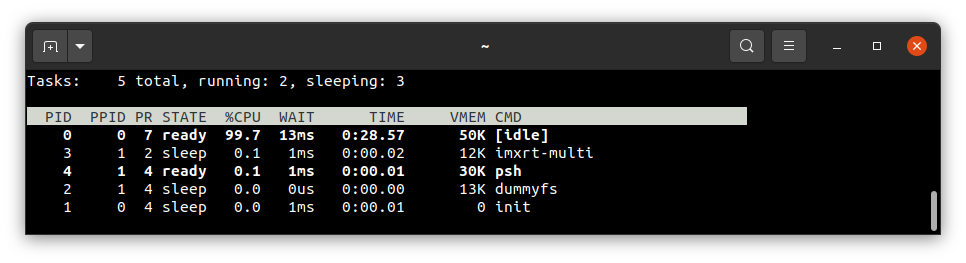 ~
Tasks:    5 total, running: 2, sleeping: 3
  PID  PPID PR STATE  %CPU  WAIT      TIME     VMEM CMD
    0     0  7 ready  99.7  13ms   0:28.57      50K [idle]
    3     1  2 sleep   0.1   1ms   0:00.02      12K imxrt-multi
    4     1  4 ready   0.1   1ms   0:00.01      30K psh
    2     1  4 sleep   0.0   0us   0:00.00      13K dummyfs
    1     0  4 sleep   0.0   1ms   0:00.01        0 init